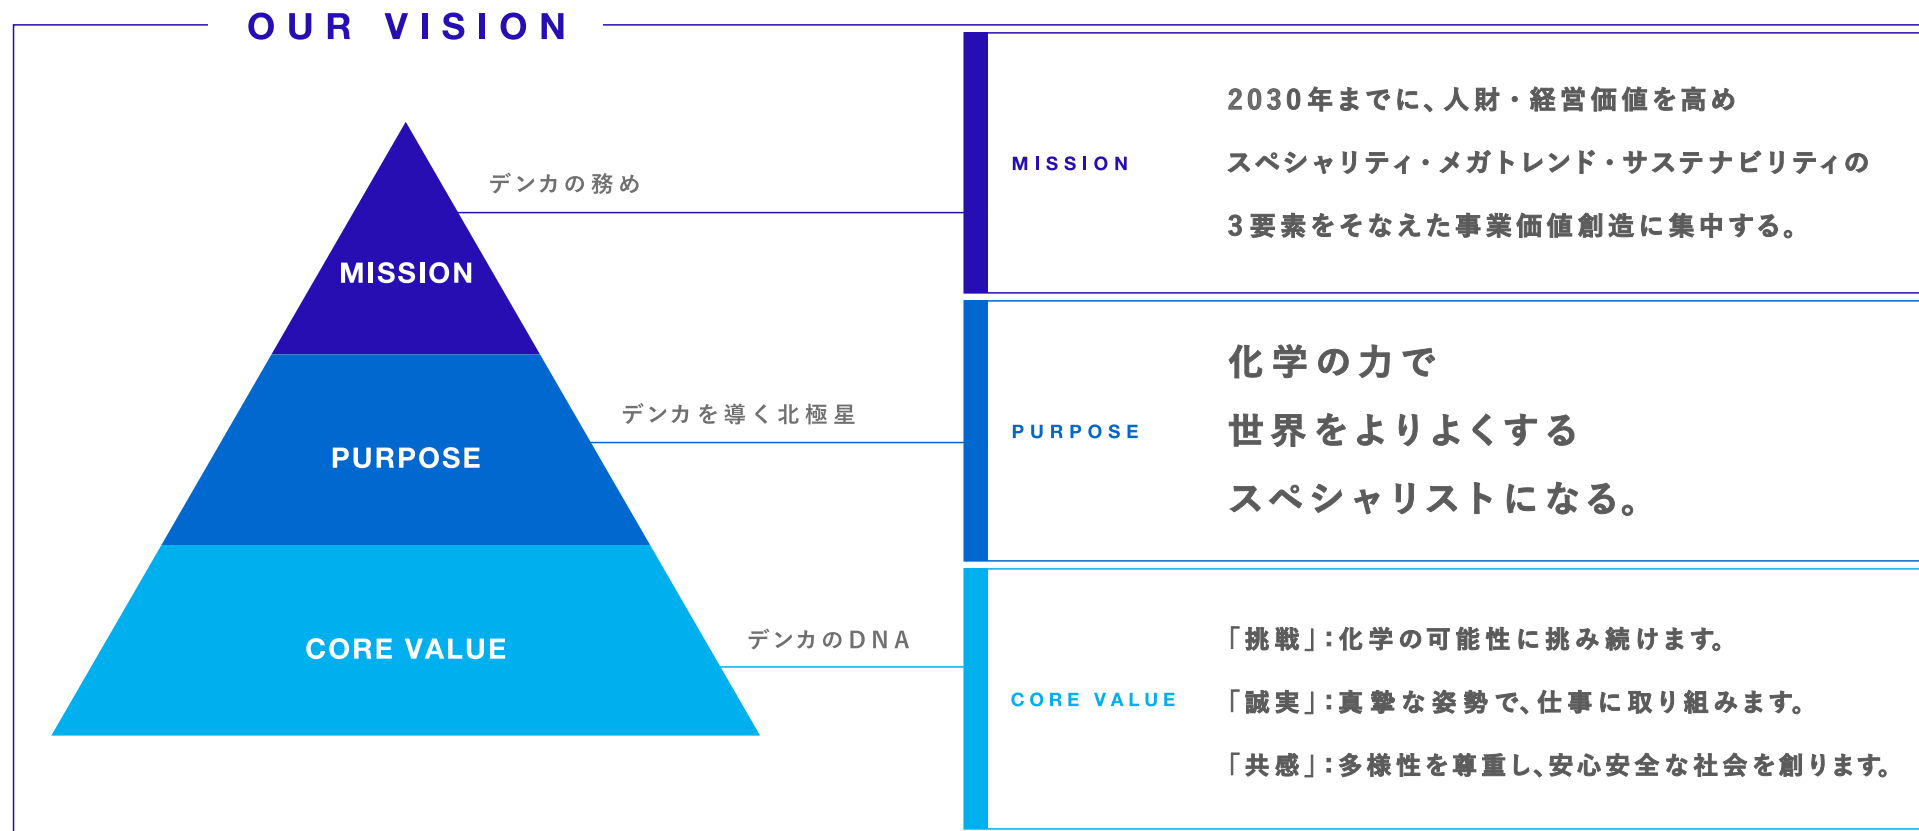 OUR VISION
デンカの務め
MISSION
デンカを導く北極星
PURPOSE
デンカのDNA
CORE VALUE
MISSION
2030年までに、人財・経営価値を高め
スペシャリティ・メガトレンド・サステナビリティの
3要素をそなえた事業価値創造に集中する。
PURPOSE
化学の力で
世界をよりよくする
スペシャリストになる。
CORE VALUE
「挑戦」:化学の可能性に挑み続けます。
「誠実」:真摯な姿勢で、仕事に取り組みます。
「共感」:多様性を尊重し、安心安全な社会を創ります。